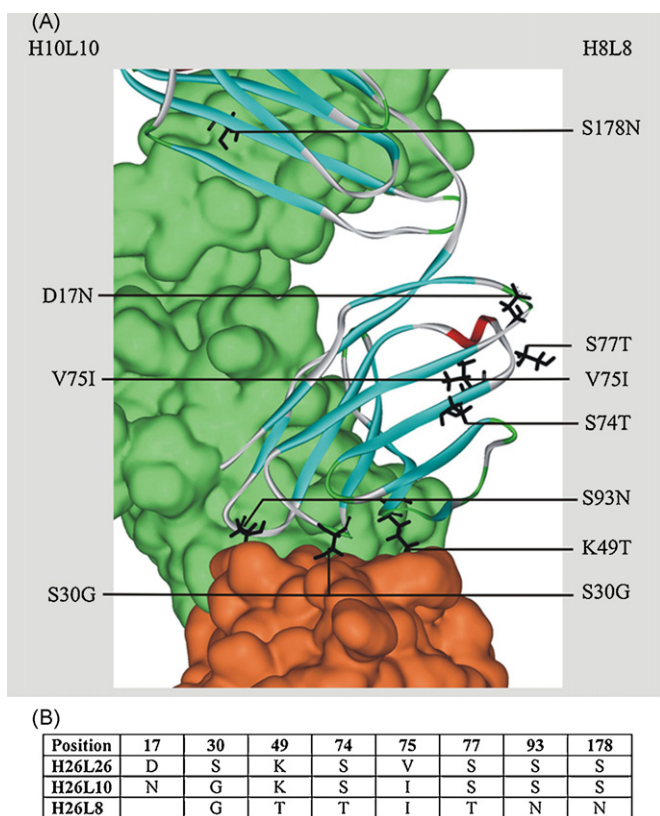 (A)
H10L10 H8L8
S178N
D17N
S77T
V75I V75I
S74T
S93N
K49T
S30G S30G
(B)
Position 17 30 49 74 75 77 93 178
H26L26 D S K S V S S S
H26L10 N G K S I S S S
H26L8 G T T I T N N